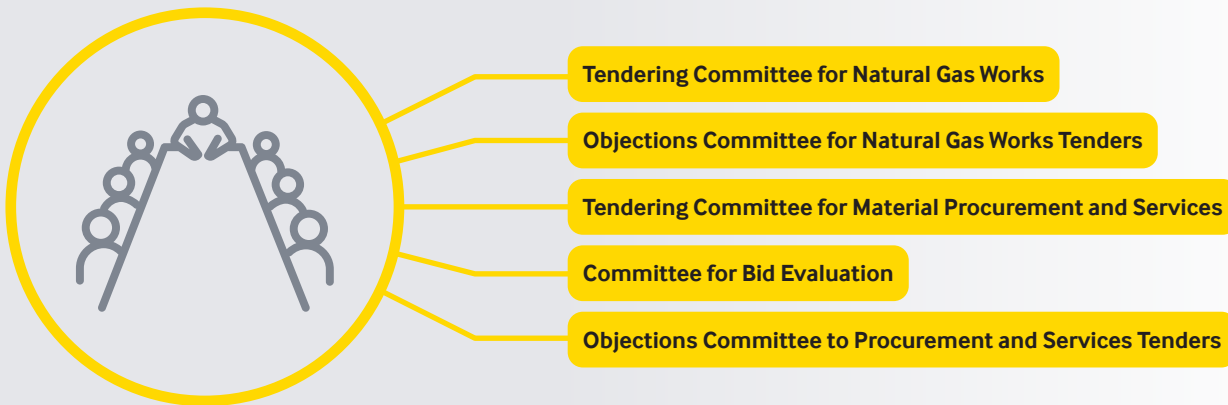 Tendering Committee for Natural Gas Works
Objections Committee for Natural Gas Works Tenders
Tendering Committee for Material Procurement and Services
Committee for Bid Evaluation
Objections Committee to Procurement and Services Tenders